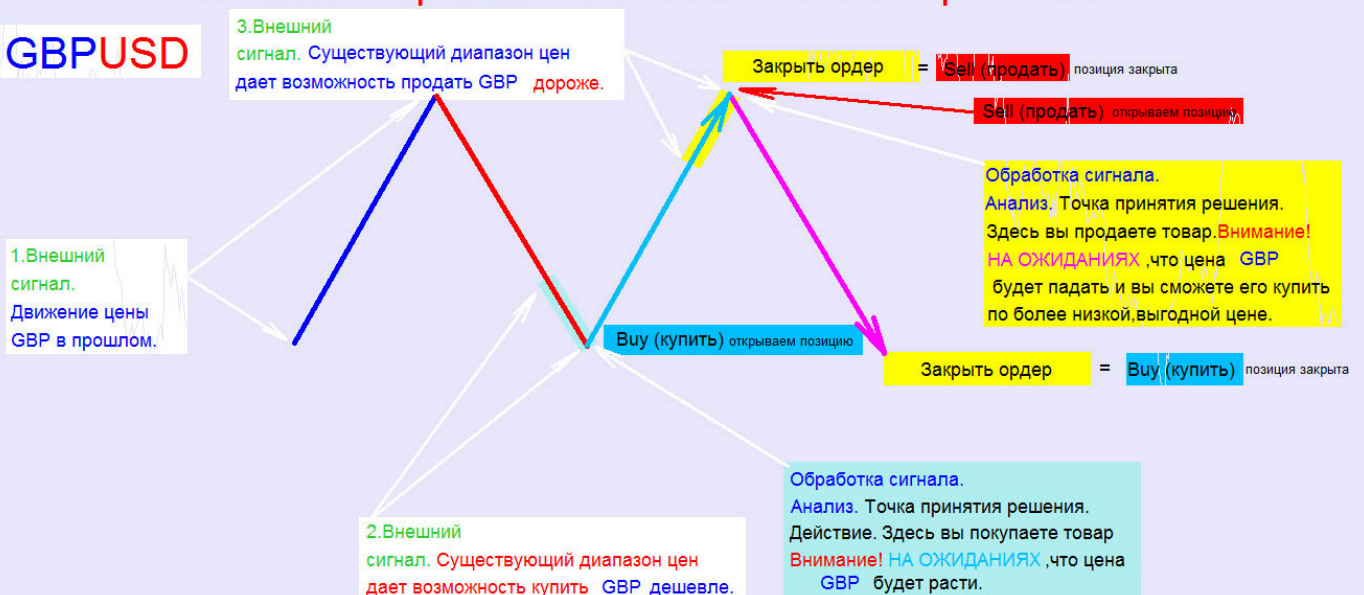 GBPUSD
3.Внешний
сигнал. Существующий диапазон цен
дает возможность продать GBP дороже.
Закрыть ордер = Sell (продать) позиция закрыта
Sell (продать) открываем позицию
Обработка сигнала.
Анализ. Точка принятия решения.
Здесь вы продаете товар.Внимание!
НА ОЖИДАНИЯХ ,что цена GBP
будет падать и вы сможете его купить
по более низкой,выгодной цене.
1.Внешний
сигнал.
Движение цены
GBP в прошлом.
Buy (купить) открываем позицию
Закрыть ордер = Buy (купить) позиция закрыта
2.Внешний
сигнал. Существующий диапазон цен
дает возможность купить GBP дешевле.
Обработка сигнала.
Анализ. Точка принятия решения.
Действие. Здесь вы покупаете товар
Внимание! НА ОЖИДАНИЯХ ,что цена
GBP будет расти.